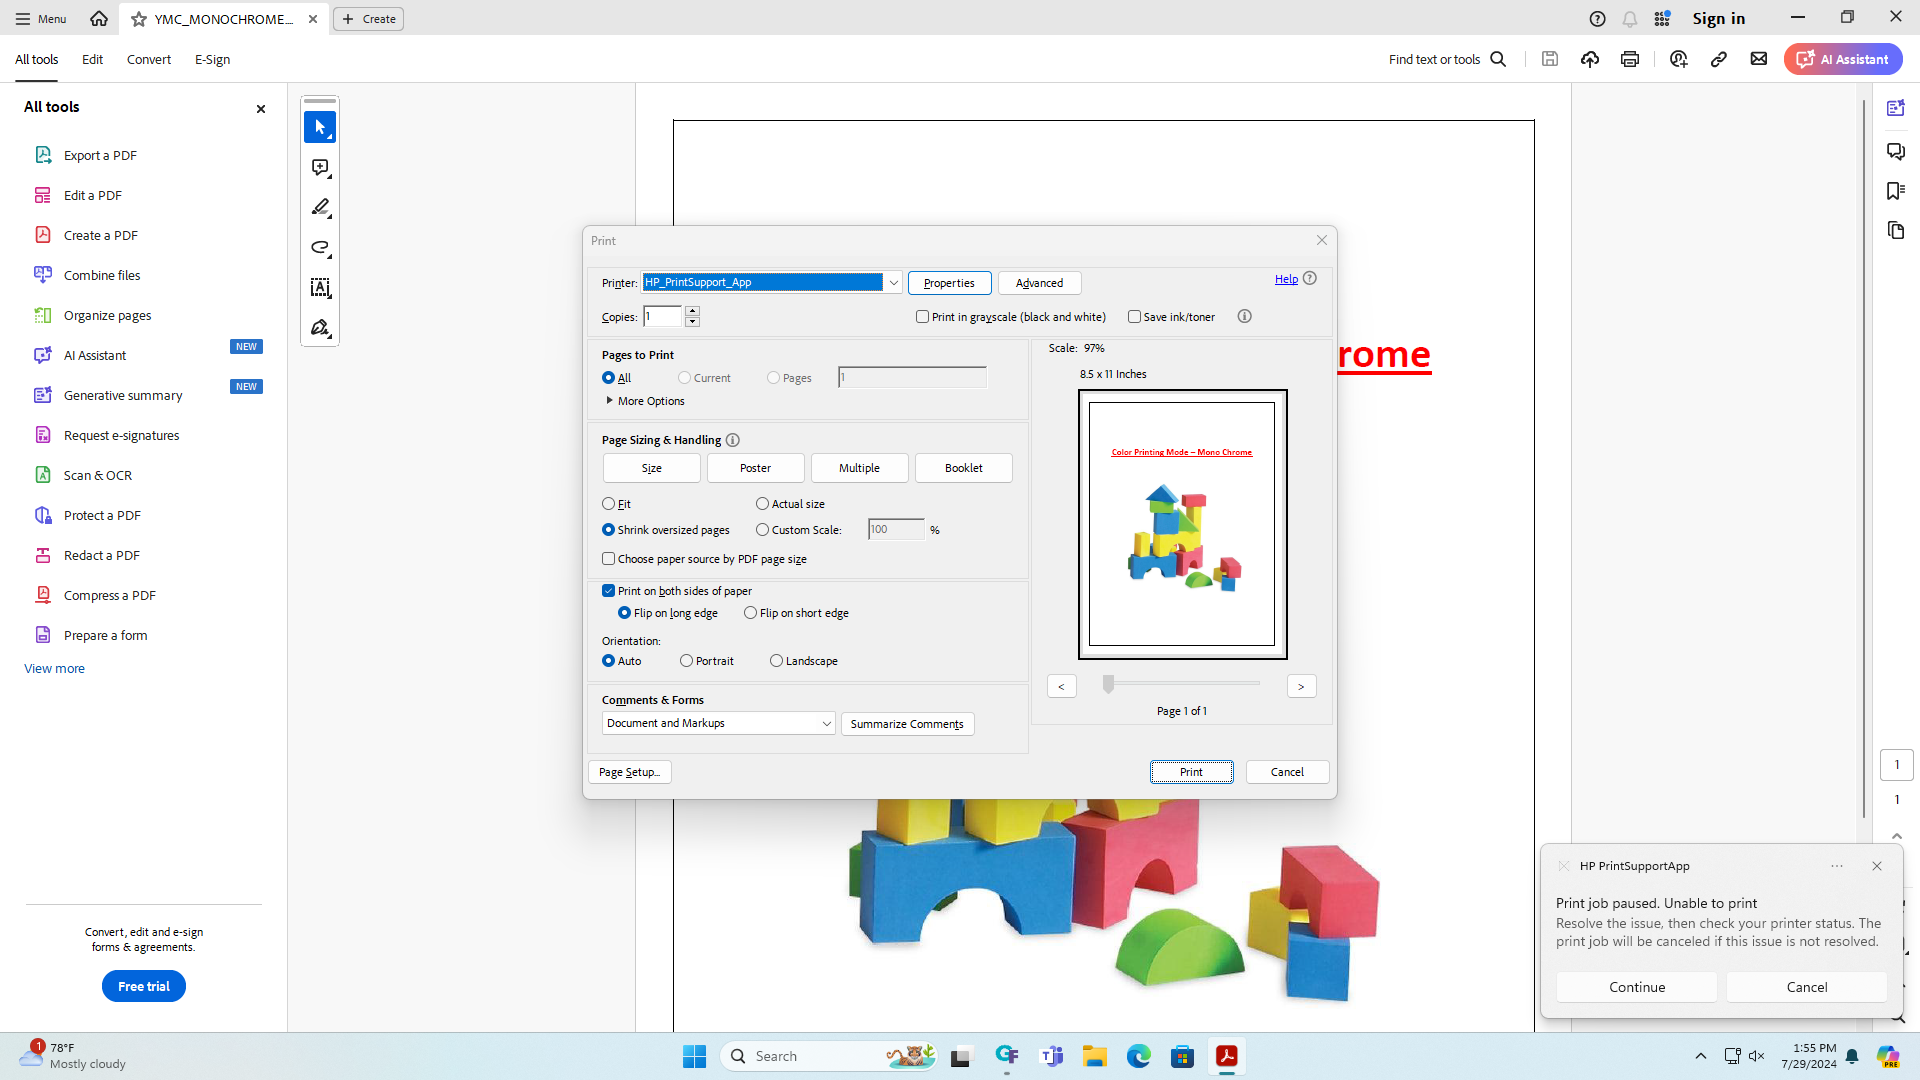 Menu
YMC_MONOCHROME...
Create
Sign in
All tools
Edit
Convert
E-Sign
Find text or tools
AI Assistant
All tools
Export a PDF
Edit a PDF
Create a PDF
Combine files
Organize pages
AI Assistant
NEW
Generative summary
NEW
Request e-signatures
Scan & OCR
Protect a PDF
Redact a PDF
Compress a PDF
Prepare a form
View more
Convert, edit and e-sign
forms & agreements.
Free trial
rome
Print
Printer:
HP_PrintSupport_App
Properties
Advanced
Help
Copies:
1
Print in grayscale (black and white)
Save ink/toner
Pages to Print
All
Current
Pages
1
More Options
Page Sizing & Handling
Size
Poster
Multiple
Booklet
Fit
Actual size
Shrink oversized pages
Custom Scale:
100
%
Choose paper source by PDF page size
Print on both sides of paper
Flip on long edge
Flip on short edge
Orientation:
Auto
Portrait
Landscape
Comments & Forms
Document and Markups
Summarize Comments
Scale: 97%
8.5 x 11 Inches
Color Printing Mode – Mono Chrome
<
>
Page 1 of 1
Page Setup...
Print
Cancel
1
1
HP PrintSupportApp
Print job paused. Unable to print
Resolve the issue, then check your printer status. The
print job will be canceled if this issue is not resolved.
Continue
Cancel
1
78°F
Mostly cloudy
Search
1:55 PM
7/29/2024
PRE